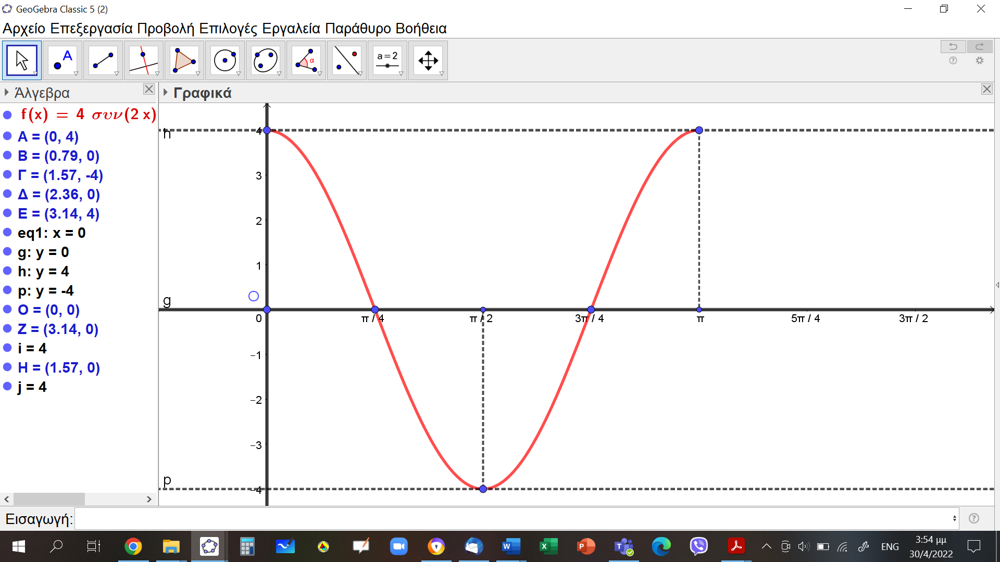 GeoGebra Classic 5 (2)
Αρχείο Επεξεργασία Προβολή Επιλογές Εργαλεία Παράθυρο Βοήθεια
A
α
a = 2
Άλγεβρα
Γραφικά
f(x) = 4 συν(2 x)
A = (0, 4)
B = (0.79, 0)
Γ = (1.57, -4)
Δ = (2.36, 0)
E = (3.14, 4)
eq1: x = 0
g: y = 0
h: y = 4
p: y = -4
O = (0, 0)
Z = (3.14, 0)
i = 4
H = (1.57, 0)
j = 4
h
4
3
2
1
O
g
0
π / 4
π / 2
3π / 4
π
5π / 4
3π / 2
−1
−2
−3
p
−4
Εισαγωγή:
ENG
3:54 μμ
30/4/2022